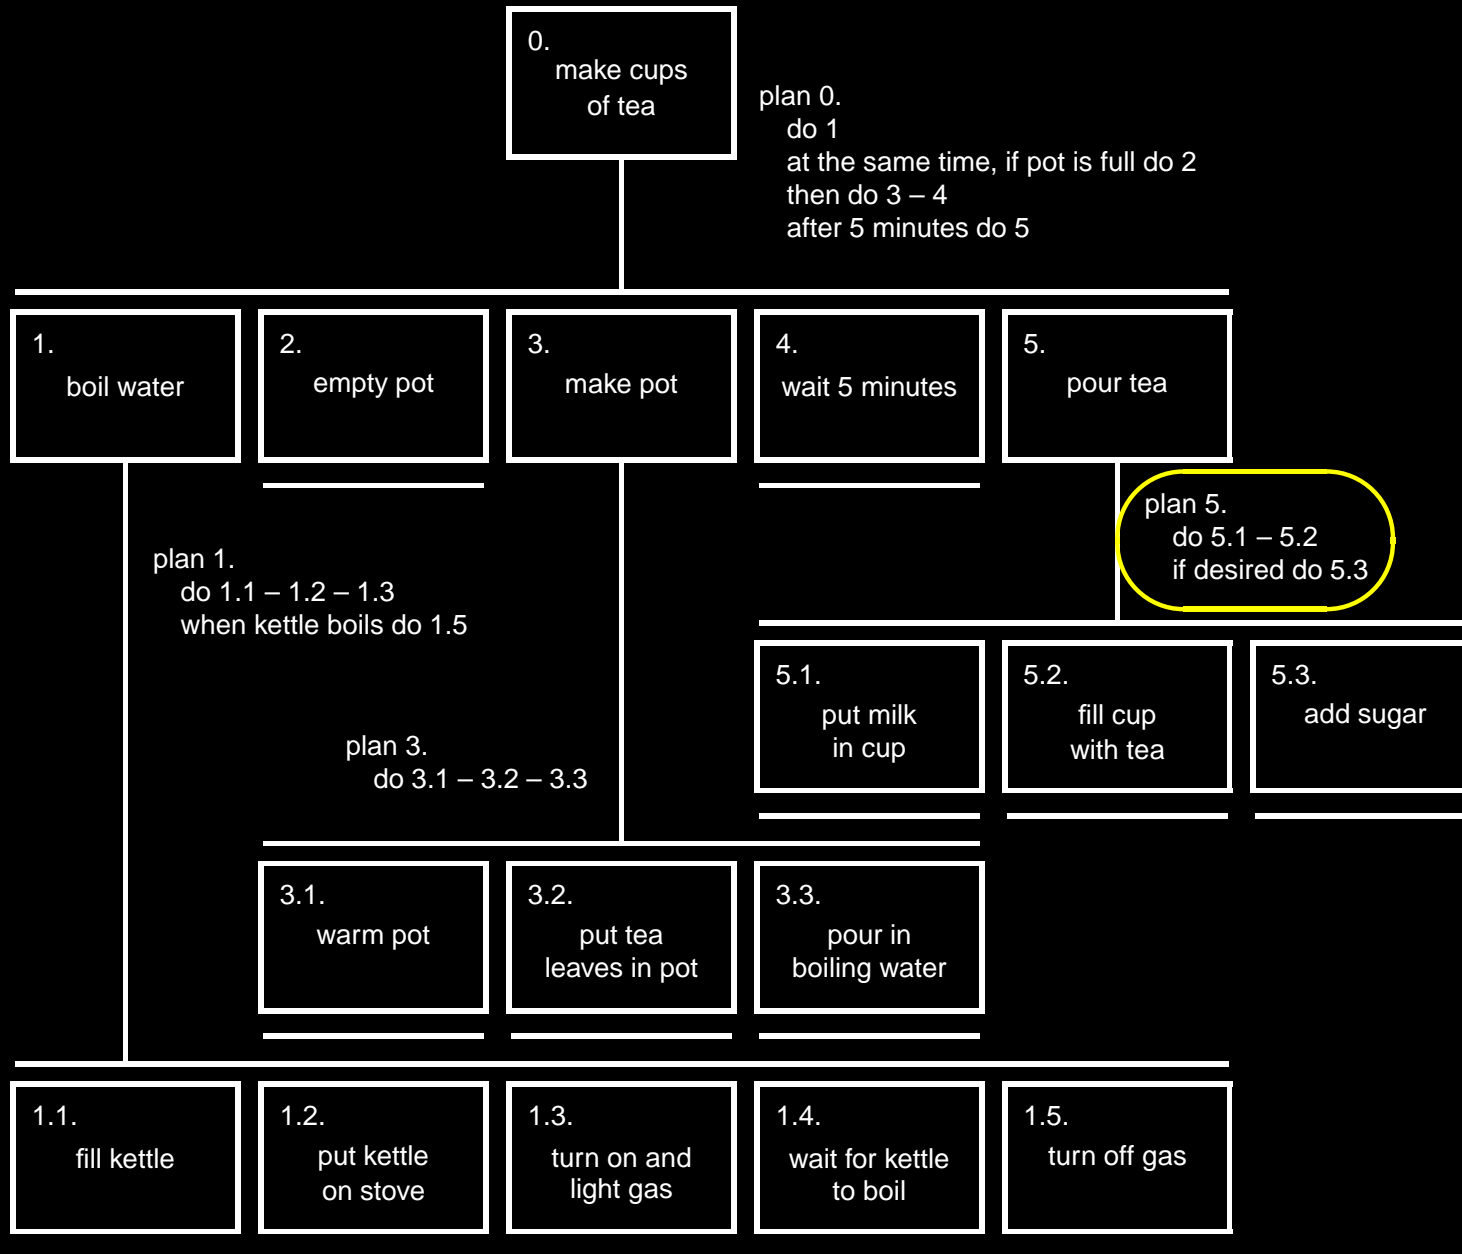 0.
make cups
of tea
plan 0.
do 1
at the same time, if pot is full do 2
then do 3 – 4
after 5 minutes do 5
1.
boil water
2.
empty pot
3.
make pot
4.
wait 5 minutes
5.
pour tea
plan 5.
do 5.1 – 5.2
if desired do 5.3
plan 1.
do 1.1 – 1.2 – 1.3
when kettle boils do 1.5
5.1.
put milk
in cup
5.2.
fill cup
with tea
5.3.
add sugar
plan 3.
do 3.1 – 3.2 – 3.3
3.1.
warm pot
3.2.
put tea
leaves in pot
3.3.
pour in
boiling water
1.1.
fill kettle
1.2.
put kettle
on stove
1.3.
turn on and
light gas
1.4.
wait for kettle
to boil
1.5.
turn off gas